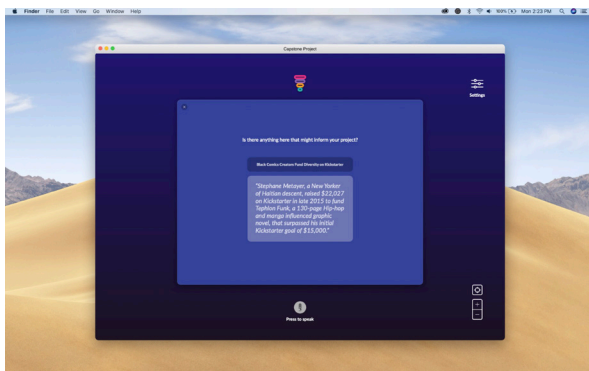 Finder File Edit View Go Window Help
100% Mon 2:23 PM
Capstone Project
Settings
Is there anything here that might inform your project?
Black Comics Creators Fund Diversity on Kickstarter
"Stephane Metayer, a New Yorker
of Haitian descent, raised $22,027
on Kickstarter in late 2015 to fund
Tephlon Funk, a 130-page Hip-hop
and manga influenced graphic
novel, that surpassed his initial
Kickstarter goal of $15,000."
Press to speak